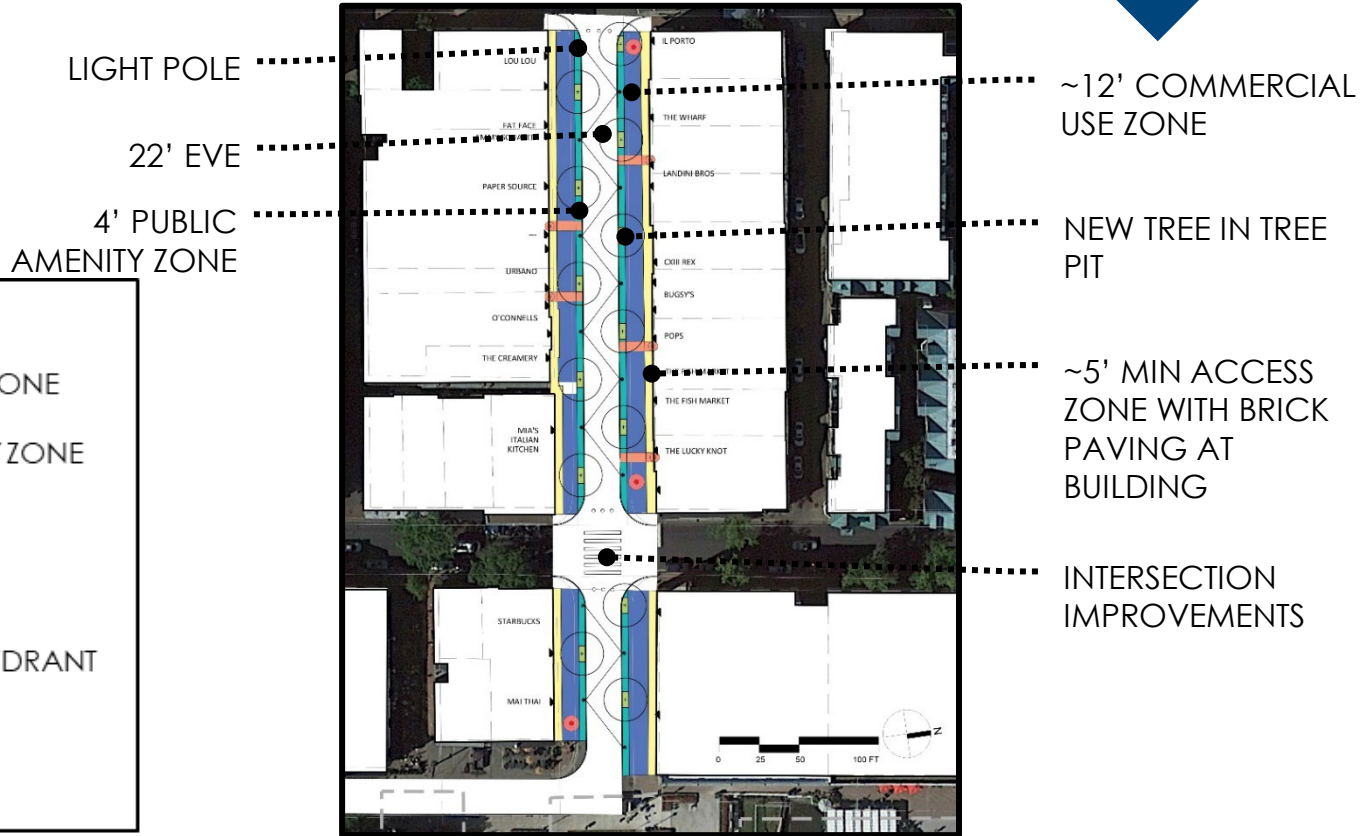 LIGHT POLE
22’ EVE
4’ PUBLIC
AMENITY ZONE
ONE
ZONE
DRANT
LOU LOU
FAT FACE
PAPER SOURCE
URBANO
O'CONNELLS
THE CREAMERY
MIA'S
ITALIAN
KITCHEN
STARBUCKS
MAI THAI
IL PORTO
THE WHARF
LANDINI BROS
CXIII REX
BUGSY'S
POPS
THE FISH MARKET
THE FISH MARKET
THE LUCKY KNOT
N
0 25 50 100 FT
~12’ COMMERCIAL
USE ZONE
NEW TREE IN TREE
PIT
~5’ MIN ACCESS
ZONE WITH BRICK
PAVING AT
BUILDING
INTERSECTION
IMPROVEMENTS